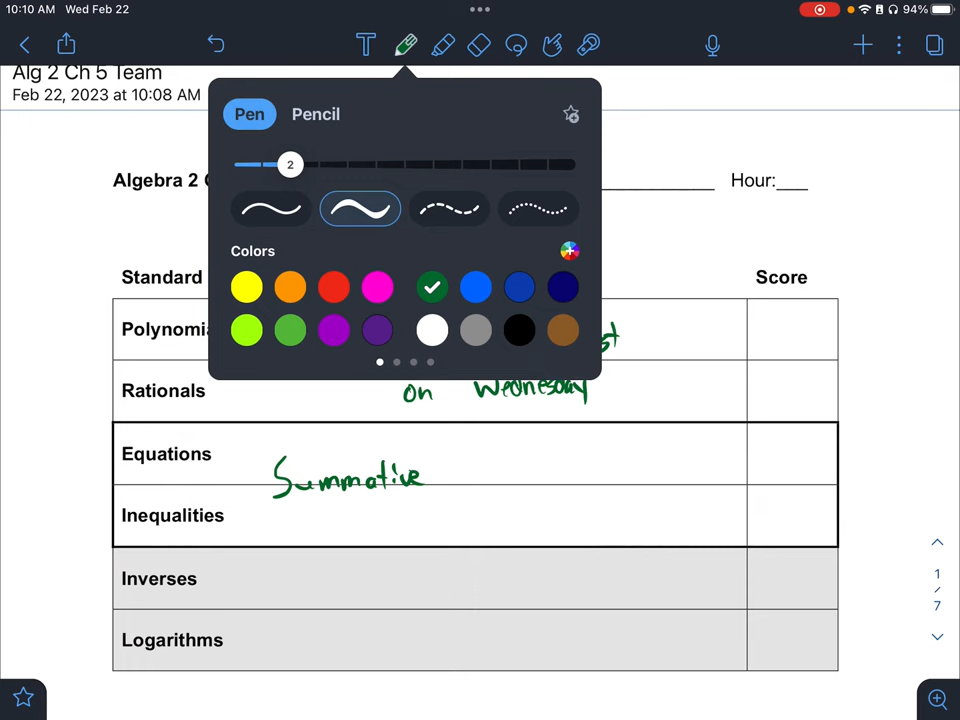 10:10 AM Wed Feb 22
94%
Alg 2 Ch 5 Team
Feb 22, 2023 at 10:08 AM
Pen Pencil
2
Algebra 2 Hour:___
Colors
Standard Score
st
Rationals on Wednesday
Equations
Summative
Inequalities
Inverses
Logarithms
1
/
7